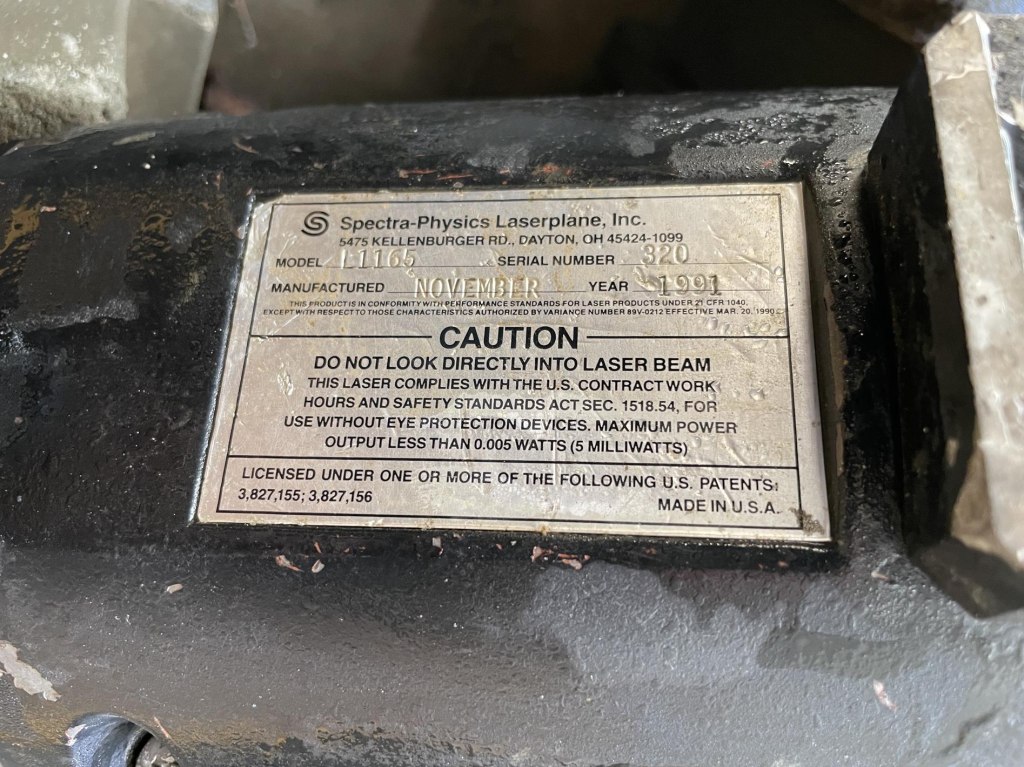 Spectra-Physics Laserplane, Inc.
5475 KELLENBURGER RD., DAYTON, OH 45424-1099
MODEL L1165 SERIAL NUMBER 320
MANUFACTURED NOVEMBER YEAR 1991
THIS PRODUCT IS IN CONFORMITY WITH PERFORMANCE STANDARDS FOR LASER PRODUCTS UNDER 21 CFR 1040,
EXCEPT WITH RESPECT TO THOSE CHARACTERISTICS AUTHORIZED BY VARIANCE NUMBER 89V-0212 EFFECTIVE MAR. 20, 1990.
CAUTION
DO NOT LOOK DIRECTLY INTO LASER BEAM
THIS LASER COMPLIES WITH THE U.S. CONTRACT WORK
HOURS AND SAFETY STANDARDS ACT SEC. 1518.54, FOR
USE WITHOUT EYE PROTECTION DEVICES. MAXIMUM POWER
OUTPUT LESS THAN 0.005 WATTS (5 MILLIWATTS)
LICENSED UNDER ONE OR MORE OF THE FOLLOWING U.S. PATENTS:
3,827,155; 3,827,156
MADE IN U.S.A.